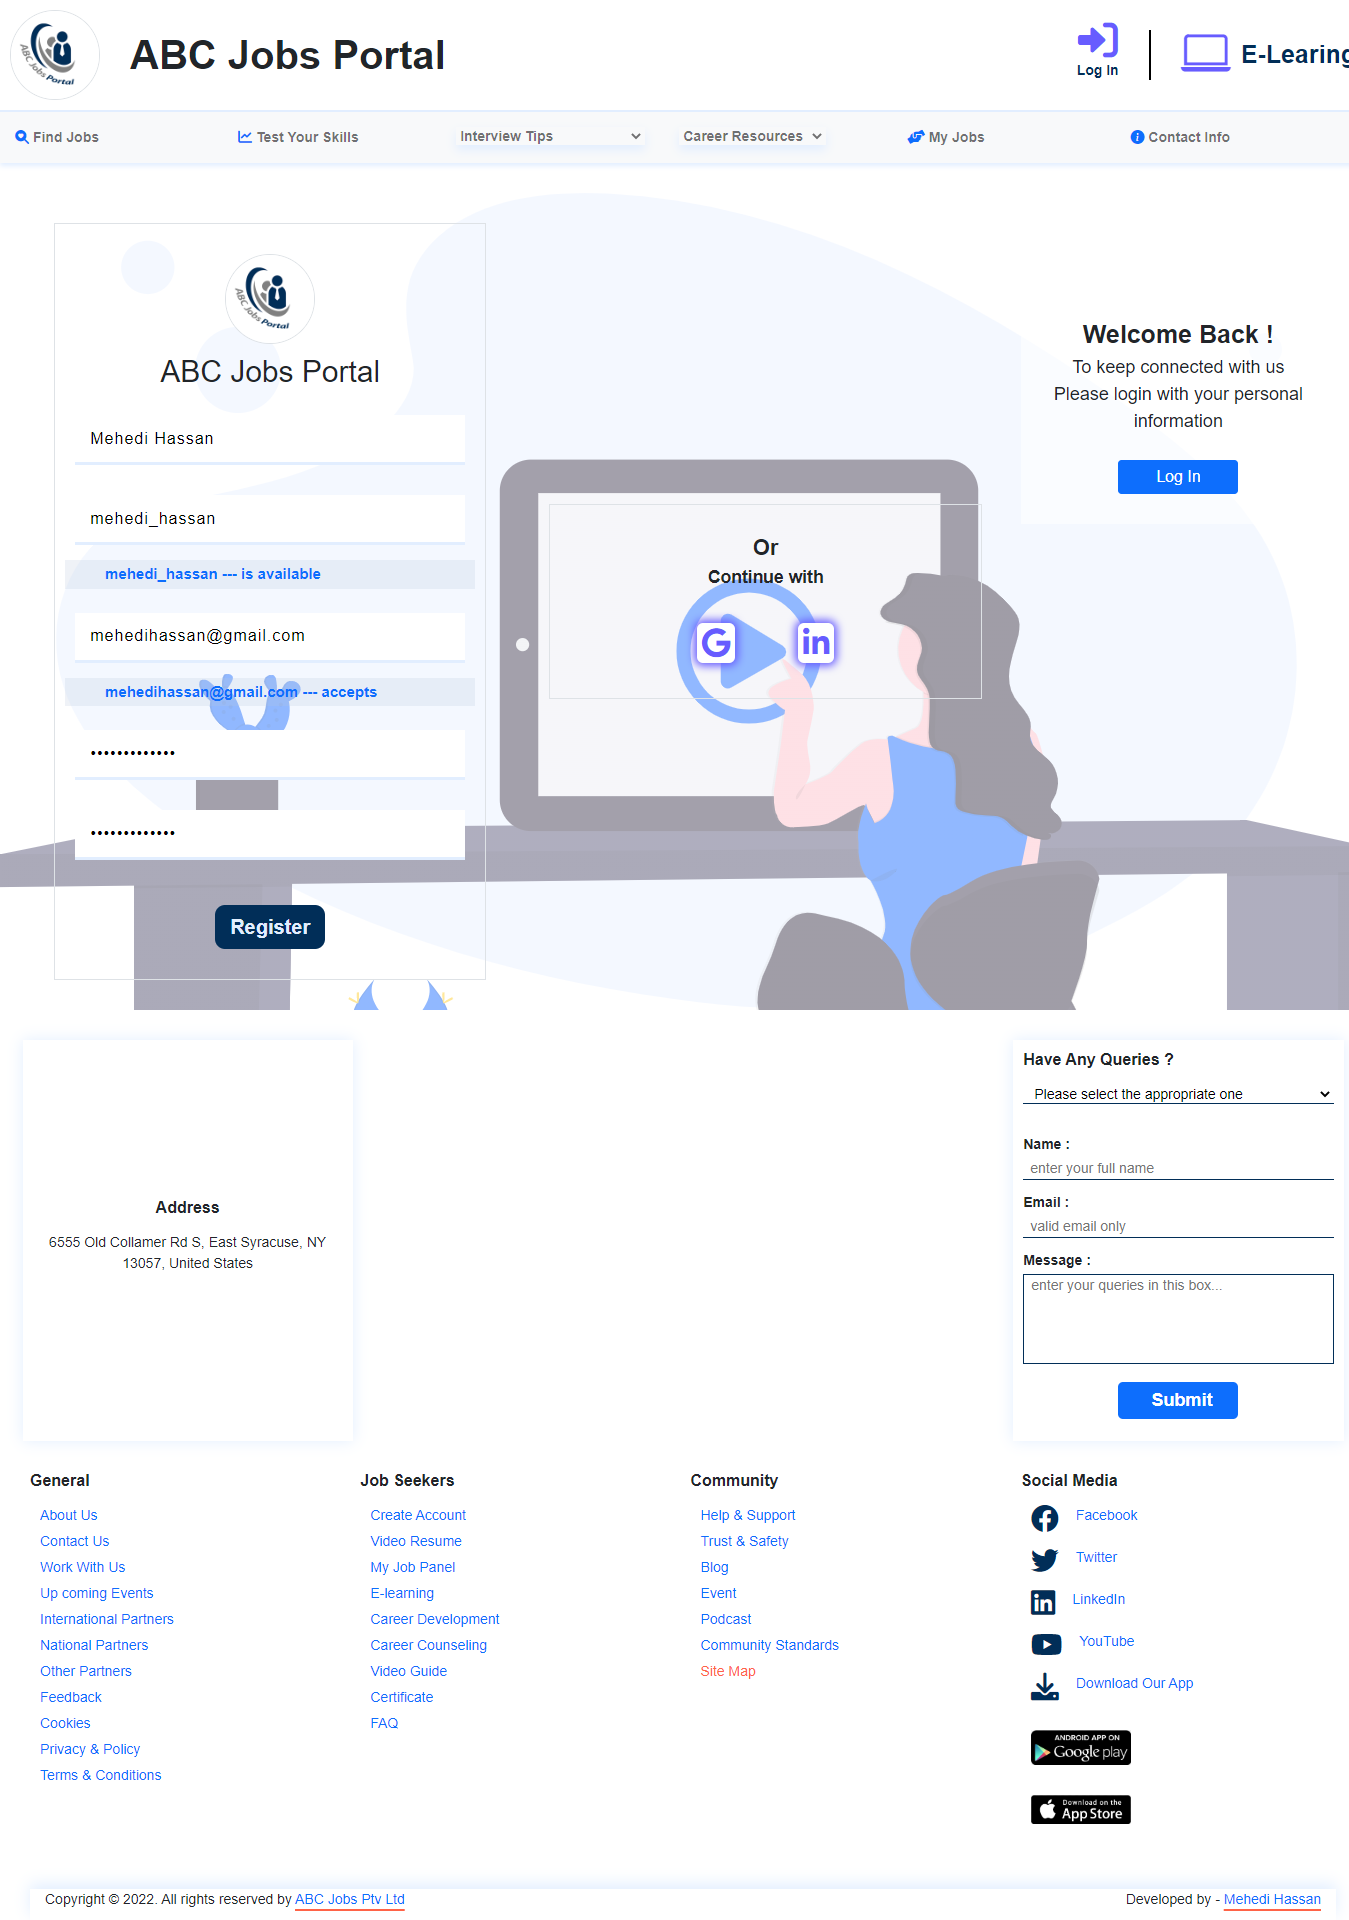 ABC Jobs Portal
ABC Jobs Portal
Log In
E-Learing
Find Jobs
Test Your Skills
Interview Tips
Career Resources
My Jobs
Contact Info
ABC Jobs Portal
ABC Jobs Portal
Mehedi Hassan
mehedi_hassan
mehedi_hassan --- is available
mehedihassan@gmail.com
mehedihassan@gmail.com --- accepts
•••••••••••••
•••••••••••••
Register
Or
Continue with
G
in
Welcome Back !
To keep connected with us
Please login with your personal
information
Log In
Address
6555 Old Collamer Rd S, East Syracuse, NY
13057, United States
Have Any Queries ?
Please select the appropriate one
Name :
enter your full name
Email :
valid email only
Message :
enter your queries in this box...
Submit
General
About Us
Contact Us
Work With Us
Up coming Events
International Partners
National Partners
Other Partners
Feedback
Cookies
Privacy & Policy
Terms & Conditions
Job Seekers
Create Account
Video Resume
My Job Panel
E-learning
Career Development
Career Counseling
Video Guide
Certificate
FAQ
Community
Help & Support
Trust & Safety
Blog
Event
Podcast
Community Standards
Site Map
Social Media
Facebook
Twitter
in
LinkedIn
YouTube
Download Our App
ANDROID APP ON
Google play
Download on the
App Store
Copyright © 2022. All rights reserved by ABC Jobs Ptv Ltd
Developed by - Mehedi Hassan